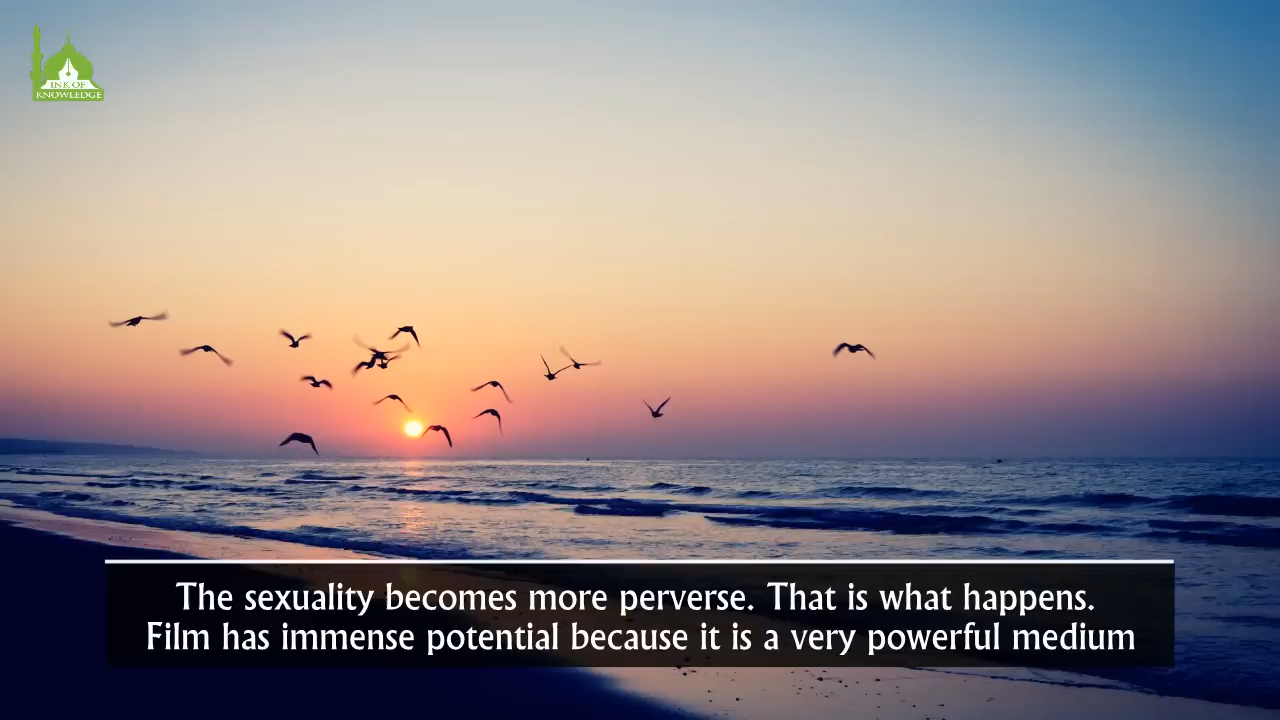 INK OF
KNOWLEDGE
The sexuality becomes more perverse. That is what happens.
Film has immense potential because it is a very powerful medium